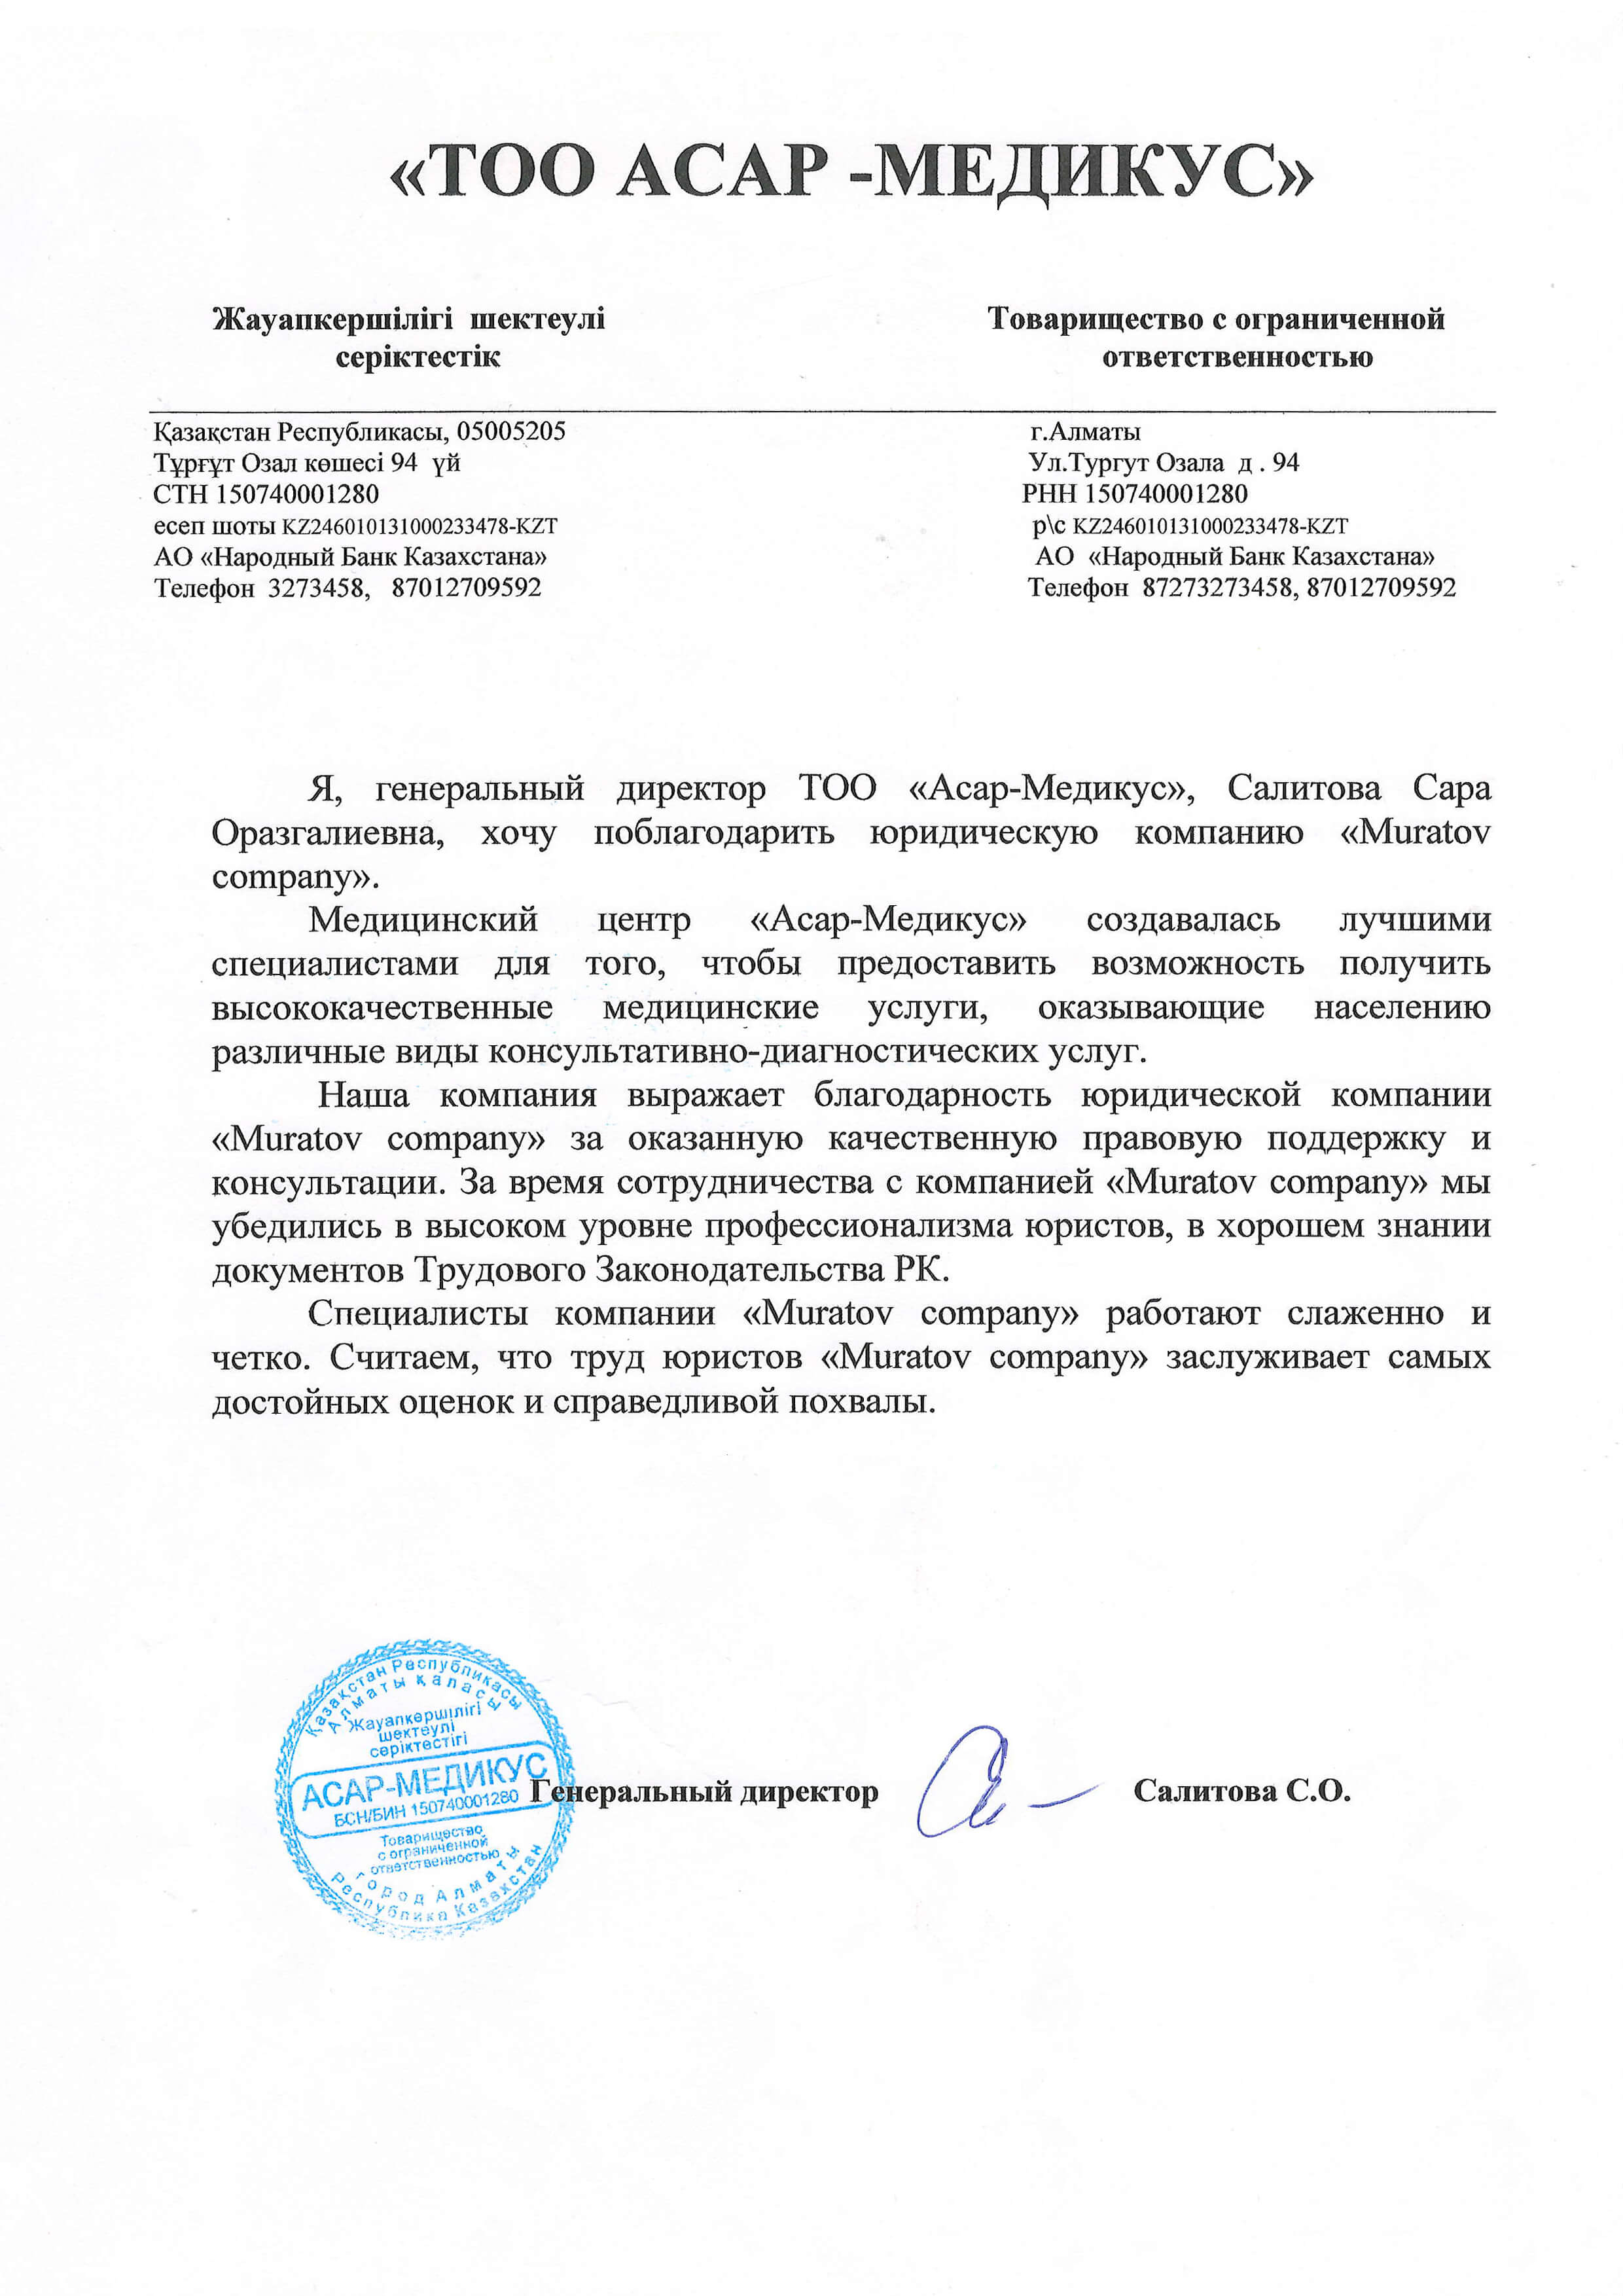 «ТОО АСАР -МЕДИКУС»
Жауапкершілігі шектеулі
серіктестік
Товарищество с ограниченной
ответственностью
Қазақстан Республикасы, 05005205
Тұрғұт Озал көшесі 94 үй
СТН 150740001280
есеп шоты KZ246010131000233478-KZT
АО «Народный Банк Казахстана»
Телефон 3273458, 87012709592
г.Алматы
Ул.Тургут Озала д . 94
РНН 150740001280
р\с KZ246010131000233478-KZT
АО «Народный Банк Казахстана»
Телефон 87273273458, 87012709592
Я, генеральный директор ТОО «Асар-Медикус», Салитова Сара
Оразгалиевна, хочу поблагодарить юридическую компанию «Muratov
company».
Медицинский центр «Асар-Медикус» создавалась лучшими
специалистами для того, чтобы предоставить возможность получить
высококачественные медицинские услуги, оказывающие населению
различные виды консультативно-диагностических услуг.
Наша компания выражает благодарность юридической компании
«Muratov company» за оказанную качественную правовую поддержку и
консультации. За время сотрудничества с компанией «Muratov company» мы
убедились в высоком уровне профессионализма юристов, в хорошем знании
документов Трудового Законодательства РК.
Специалисты компании «Muratov company» работают слаженно и
четко. Считаем, что труд юристов «Muratov company» заслуживает самых
достойных оценок и справедливой похвалы.
Қазақстан Республикасы
Алматы қаласы
Жауапкершілігі
шектеулі
серіктестігі
АСАР-МЕДИКУС
БСН/БИН 150740001280
Товарищество
с ограниченной
ответственностью
город Алматы
Республика Казахстан
Генеральный директор
Салитова С.О.